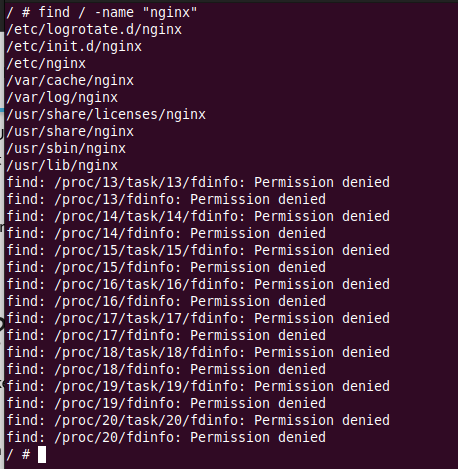 / # find / -name "nginx"
/etc/logrotate.d/nginx
/etc/init.d/nginx
/etc/nginx
/var/cache/nginx
/var/log/nginx
/usr/share/licenses/nginx
/usr/share/nginx
/usr/sbin/nginx
/usr/lib/nginx
find: /proc/13/task/13/fdinfo: Permission denied
find: /proc/13/fdinfo: Permission denied
find: /proc/14/task/14/fdinfo: Permission denied
find: /proc/14/fdinfo: Permission denied
find: /proc/15/task/15/fdinfo: Permission denied
find: /proc/15/fdinfo: Permission denied
find: /proc/16/task/16/fdinfo: Permission denied
find: /proc/16/fdinfo: Permission denied
find: /proc/17/task/17/fdinfo: Permission denied
find: /proc/17/fdinfo: Permission denied
find: /proc/18/task/18/fdinfo: Permission denied
find: /proc/18/fdinfo: Permission denied
find: /proc/19/task/19/fdinfo: Permission denied
find: /proc/19/fdinfo: Permission denied
find: /proc/20/task/20/fdinfo: Permission denied
find: /proc/20/fdinfo: Permission denied
/ #